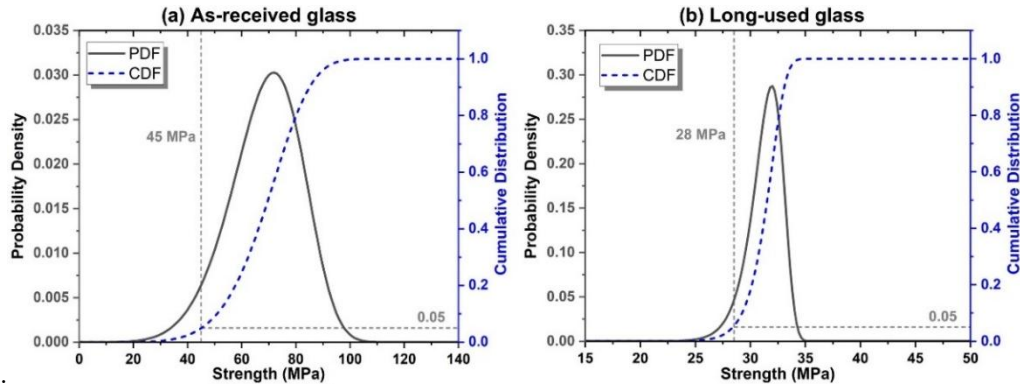 (a) As-received glass
0.035
0.030
0.025
0.020
0.015
0.010
0.005
0.000
Probability Density
PDF
CDF
45 MPa
0.05
1.0
0.8
0.6
0.4
0.2
0.0
Cumulative Distribution
0 20 40 60 80 100 120 140
Strength (MPa)
(b) Long-used glass
0.35
0.30
0.25
0.20
0.15
0.10
0.05
0.00
Probability Density
PDF
CDF
28 MPa
0.05
1.0
0.8
0.6
0.4
0.2
0.0
Cumulative Distribution
15 20 25 30 35 40 45 50
Strength (MPa)
.